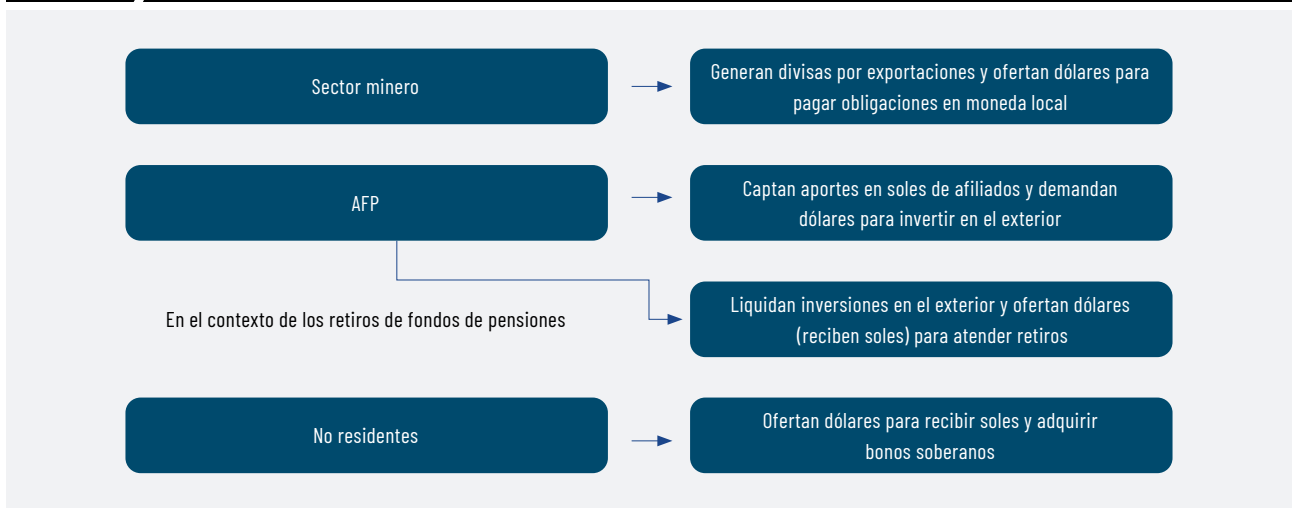 Sector minero
Generan divisas por exportaciones y ofertan dólares para
pagar obligaciones en moneda local
AFP
Captan aportes en soles de afiliados y demandan
dólares para invertir en el exterior
En el contexto de los retiros de fondos de pensiones
Liquidan inversiones en el exterior y ofertan dólares
(reciben soles) para atender retiros
No residentes
Ofertan dólares para recibir soles y adquirir
bonos soberanos